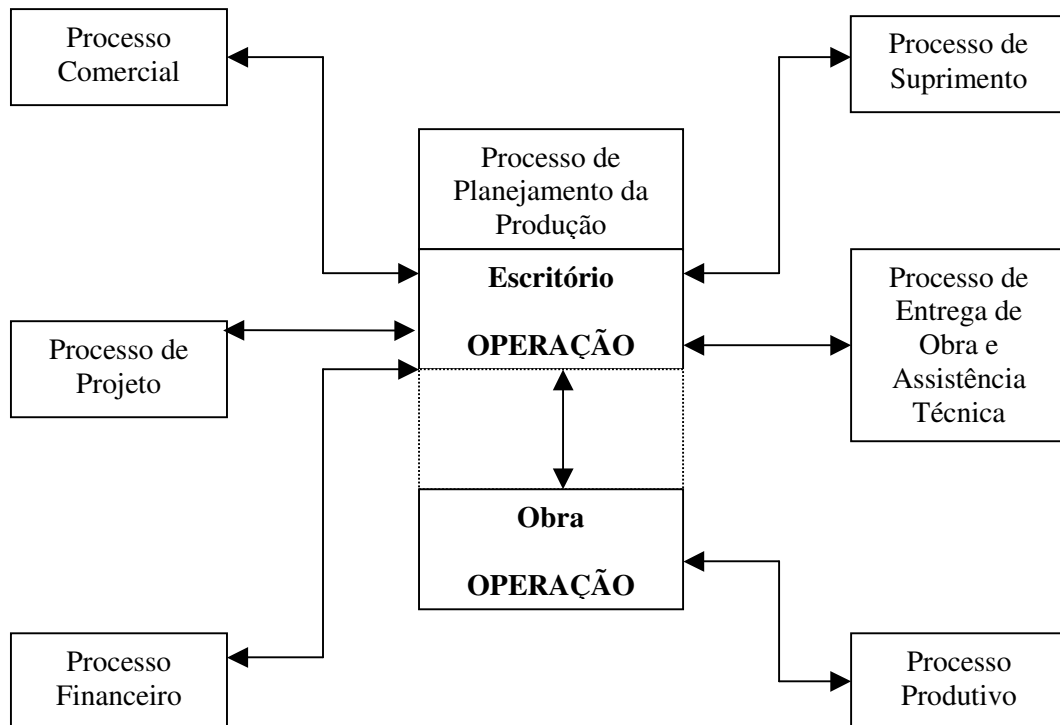 Processo
Comercial
Processo de
Suprimento
Processo de
Planejamento da
Produção
Escritório
OPERAÇÃO
Processo de
Projeto
Processo de
Entrega de
Obra e
Assistência
Técnica
Obra
OPERAÇÃO
Processo
Financeiro
Processo
Produtivo